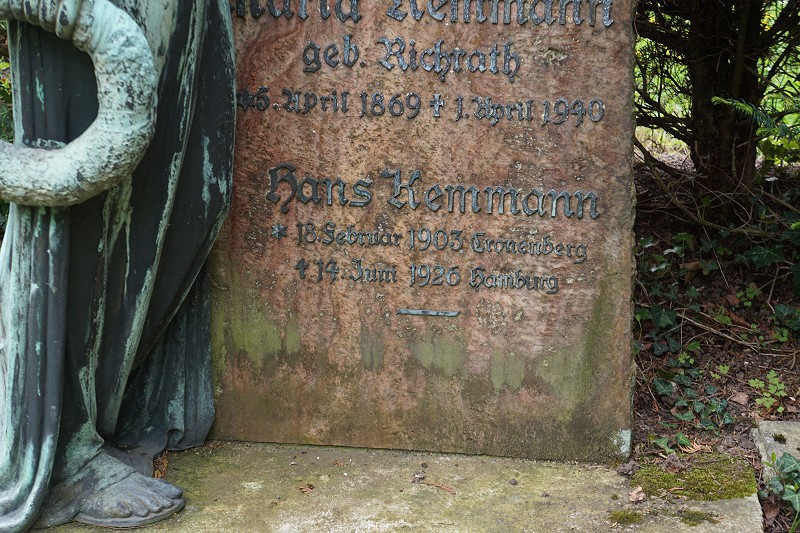 Maria Kemmann
geb. Richrath
*5. April 1869 † 1. April 1940
Hans Kemmann
* 18. Februar 1903 Cronenberg
† 14. Juni 1926 Hamburg